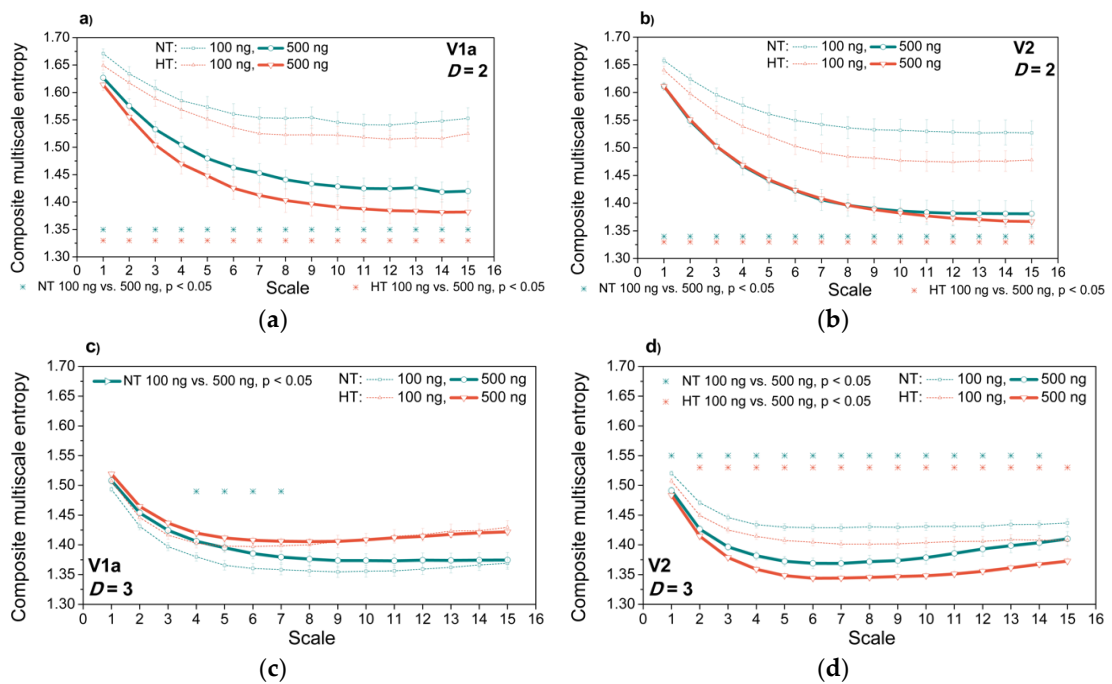 a)
NT: 100 ng, 500 ng
HT: 100 ng, 500 ng
V1a
D = 2
Composite multiscale entropy
1.70
1.65
1.60
1.55
1.50
1.45
1.40
1.35
1.30
0 1 2 3 4 5 6 7 8 9 10 11 12 13 14 15 16
Scale
NT 100 ng vs. 500 ng, p < 0.05
HT 100 ng vs. 500 ng, p < 0.05
(a)
b)
NT: 100 ng, 500 ng
HT: 100 ng, 500 ng
V2
D = 2
Composite multiscale entropy
1.70
1.65
1.60
1.55
1.50
1.45
1.40
1.35
1.30
0 1 2 3 4 5 6 7 8 9 10 11 12 13 14 15 16
Scale
NT 100 ng vs. 500 ng, p < 0.05
HT 100 ng vs. 500 ng, p < 0.05
(b)
c)
NT 100 ng vs. 500 ng, p < 0.05
NT: 100 ng, 500 ng
HT: 100 ng, 500 ng
Composite multiscale entropy
1.70
1.65
1.60
1.55
1.50
1.45
1.40
1.35
1.30
V1a
D = 3
0 1 2 3 4 5 6 7 8 9 10 11 12 13 14 15 16
Scale
(c)
d)
NT 100 ng vs. 500 ng, p < 0.05
HT 100 ng vs. 500 ng, p < 0.05
NT: 100 ng, 500 ng
HT: 100 ng, 500 ng
Composite multiscale entropy
1.70
1.65
1.60
1.55
1.50
1.45
1.40
1.35
1.30
V2
D = 3
0 1 2 3 4 5 6 7 8 9 10 11 12 13 14 15 16
Scale
(d)